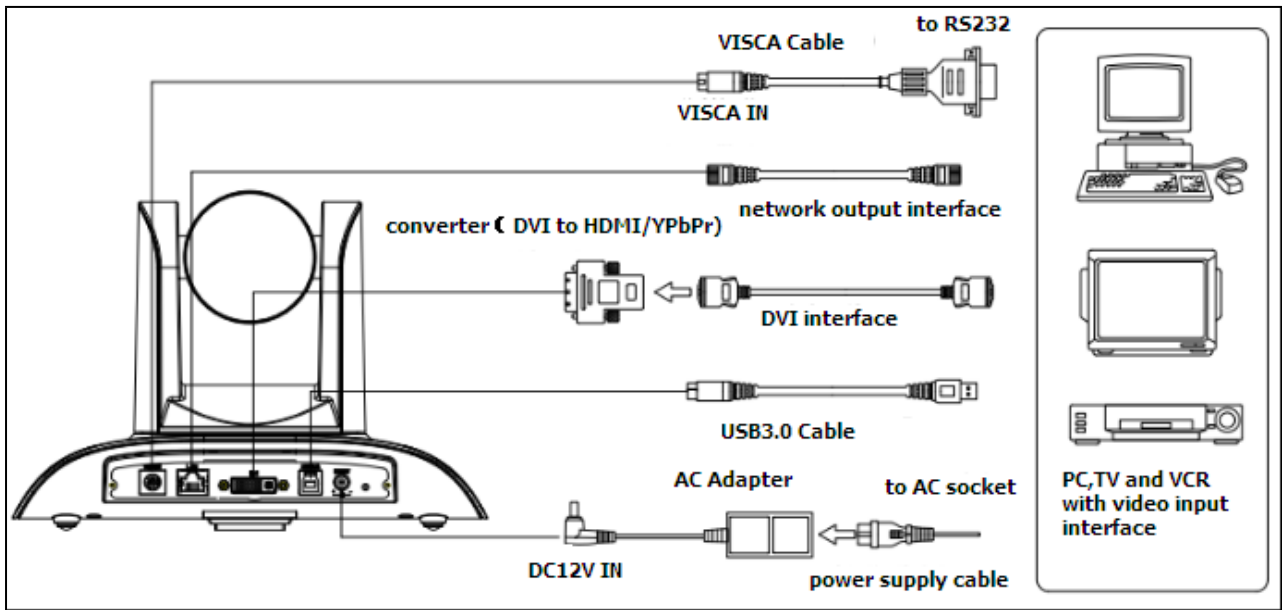 to RS232
VISCA Cable
VISCA IN
network output interface
converter ( DVI to HDMI/YPbPr)
DVI interface
USB3.0 Cable
AC Adapter
to AC socket
DC12V IN
power supply cable
PC,TV and VCR
with video input
interface